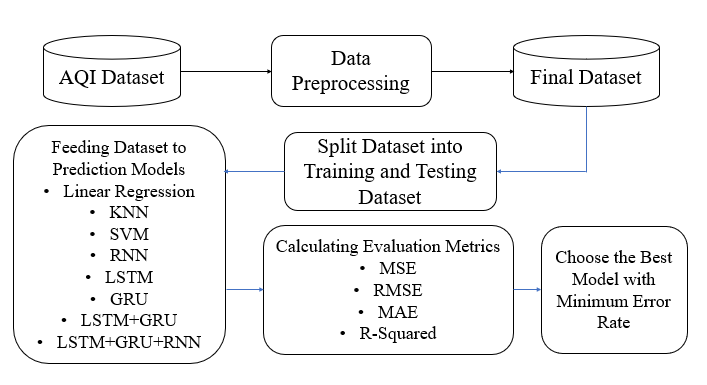 AQI Dataset
Data
Preprocessing
Final Dataset
Split Dataset into
Training and Testing
Dataset
Feeding Dataset to
Prediction Models
• Linear Regression
• KNN
• SVM
• RNN
• LSTM
• GRU
• LSTM+GRU
• LSTM+GRU+RNN
Calculating Evaluation Metrics
• MSE
• RMSE
• MAE
• R-Squared
Choose the Best
Model with
Minimum Error
Rate